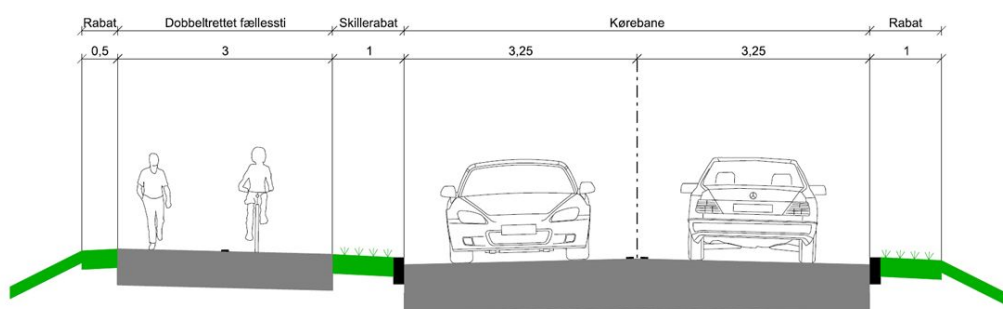 Rabat Dobbeltrettet fællessti Skillerabat Kørebane Rabat
0,5 3 1 3,25 3,25 1